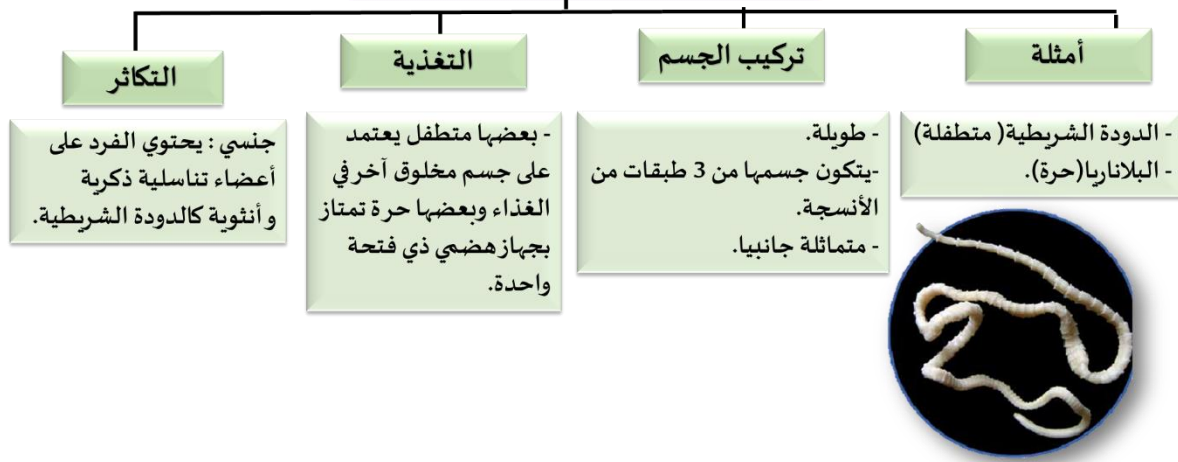 أمثلة
- الدودة الشريطية( متطفلة)
- البلاناريا(حرة).
تركيب الجسم
- طويلة.
-يتكون جسمها من 3 طبقات من
الأنسجة.
- متماثلة جانبيا.
التغذية
- بعضها متطفل يعتمد
على جسم مخلوق آخر في
الغذاء وبعضها حرة تمتاز
بجهاز هضمي ذي فتحة
واحدة.
التكاثر
جنسي : يحتوي الفرد على
أعضاء تناسلية ذكرية
و أنثوية كالدودة الشريطية.